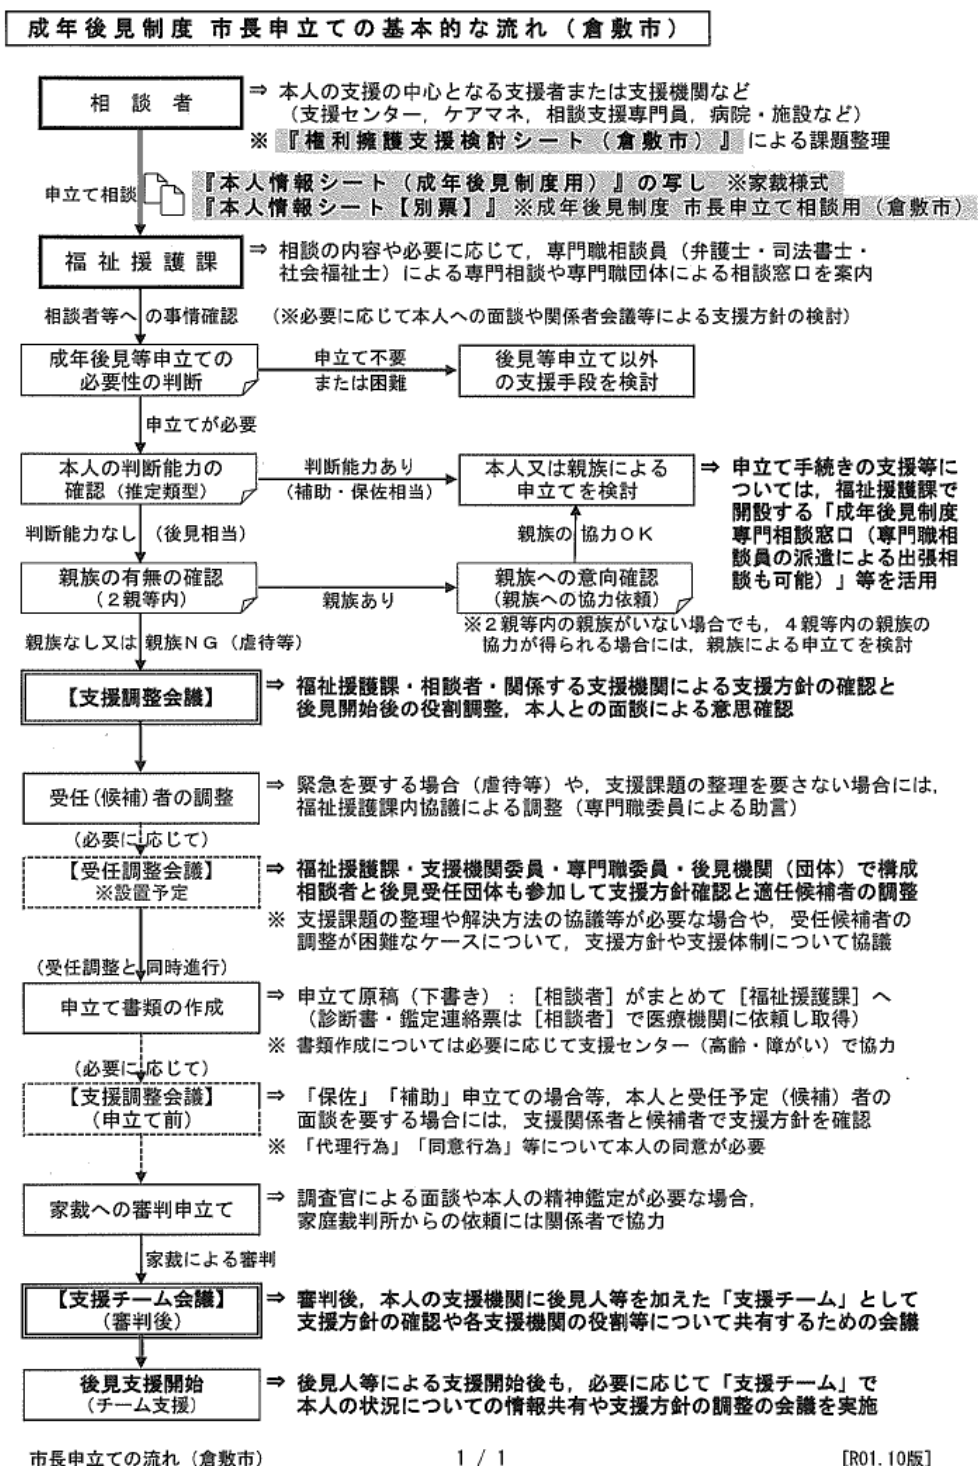 成年後見制度 市長申立ての基本的な流れ（倉敷市）
相談者
⇒ 本人の支援の中心となる支援者または支援機関など
（支援センター，ケアマネ，相談支援専門員，病院・施設など）
※『権利擁護支援検討シート（倉敷市）』による課題整理
申立て相談
『本人情報シート（成年後見制度用）』の写し ※家裁様式
『本人情報シート【別票】』※成年後見制度 市長申立て相談用（倉敷市）
福祉援護課
⇒ 相談の内容や必要に応じて，専門職相談員（弁護士・司法書士・
社会福祉士）による専門相談や専門職団体による相談窓口を案内
相談者等への事情確認
（※必要に応じて本人への面談や関係者会議等による支援方針の検討）
成年後見等申立ての
必要性の判断
申立て不要
または困難
後見等申立て以外
の支援手段を検討
申立てが必要
本人の判断能力の
確認（推定類型）
判断能力あり
（補助・保佐相当）
本人又は親族による
申立てを検討
⇒ 申立て手続きの支援等に
ついては，福祉援護課で
開設する「成年後見制度
専門相談窓口（専門職相
談員の派遣による出張相
談も可能）」等を活用
判断能力なし（後見相当）
親族の協力ＯＫ
親族の有無の確認
（２親等内）
親族あり
親族への意向確認
（親族への協力依頼）
※２親等内の親族がいない場合でも，４親等内の親族の
協力が得られる場合には，親族による申立てを検討
親族なし又は親族ＮＧ（虐待等）
【支援調整会議】
⇒ 福祉援護課・相談者・関係する支援機関による支援方針の確認と
後見開始後の役割調整，本人との面談による意思確認
受任(候補)者の調整
⇒ 緊急を要する場合（虐待等）や，支援課題の整理を要さない場合には，
福祉援護課内協議による調整（専門職委員による助言）
（必要に応じて）
【受任調整会議】
※設置予定
⇒ 福祉援護課・支援機関委員・専門職委員・後見機関（団体）で構成
相談者と後見受任団体も参加して支援方針確認と適任候補者の調整
※ 支援課題の整理や解決方法の協議等が必要な場合や，受任候補者の
調整が困難なケースについて，支援方針や支援体制について協議
（受任調整と同時進行）
申立て書類の作成
⇒ 申立て原稿（下書き）：［相談者］がまとめて［福祉援護課］へ
（診断書・鑑定連絡票は［相談者］で医療機関に依頼し取得）
※ 書類作成については必要に応じて支援センター（高齢・障がい）で協力
（必要に応じて）
【支援調整会議】
（申立て前）
⇒ 「保佐」「補助」申立ての場合等，本人と受任予定（候補）者の
面談を要する場合には，支援関係者と候補者で支援方針を確認
※ 「代理行為」「同意行為」等について本人の同意が必要
家裁への審判申立て
⇒ 調査官による面談や本人の精神鑑定が必要な場合，
家庭裁判所からの依頼には関係者で協力
家裁による審判
【支援チーム会議】
（審判後）
⇒ 審判後，本人の支援機関に後見人等を加えた「支援チーム」として
支援方針の確認や各支援機関の役割等について共有するための会議
後見支援開始
（チーム支援）
⇒ 後見人等による支援開始後も，必要に応じて「支援チーム」で
本人の状況についての情報共有や支援方針の調整の会議を実施
市長申立ての流れ（倉敷市）
1 / 1
[R01.10版]